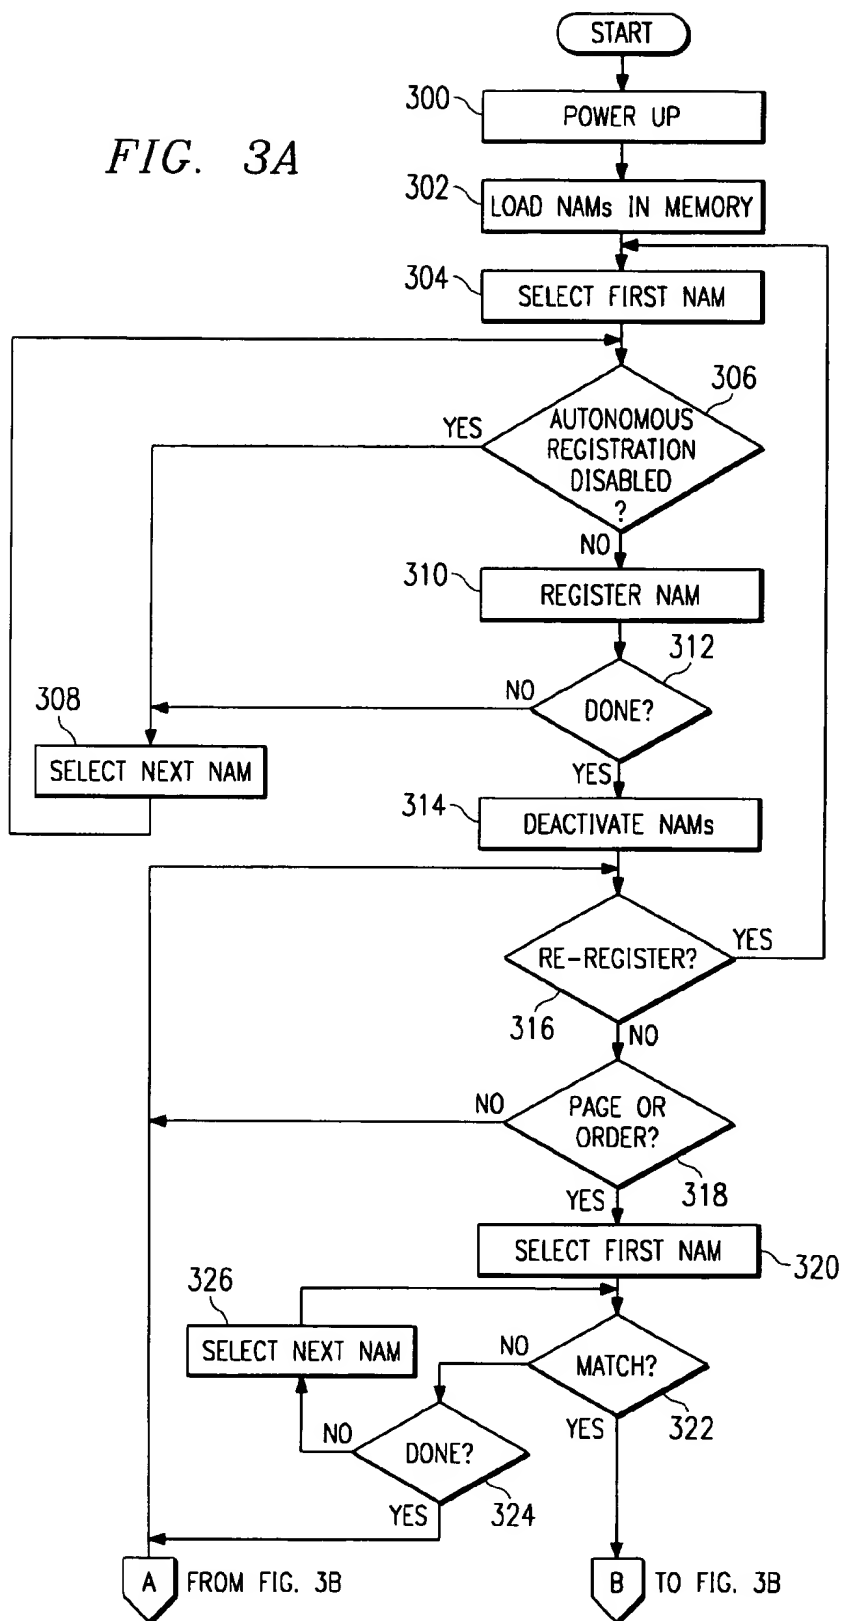 START
300
POWER UP
FIG. 3A
302
LOAD NAMs IN MEMORY
304
SELECT FIRST NAM
306
YES
AUTONOMOUS
REGISTRATION
DISABLED
?
NO
310
REGISTER NAM
312
NO
DONE?
308
SELECT NEXT NAM
YES
314
DEACTIVATE NAMs
RE-REGISTER?
YES
316
NO
NO
PAGE OR
ORDER?
318
YES
SELECT FIRST NAM
320
326
SELECT NEXT NAM
NO
MATCH?
322
YES
NO
DONE?
324
YES
A FROM FIG. 3B
B TO FIG. 3B